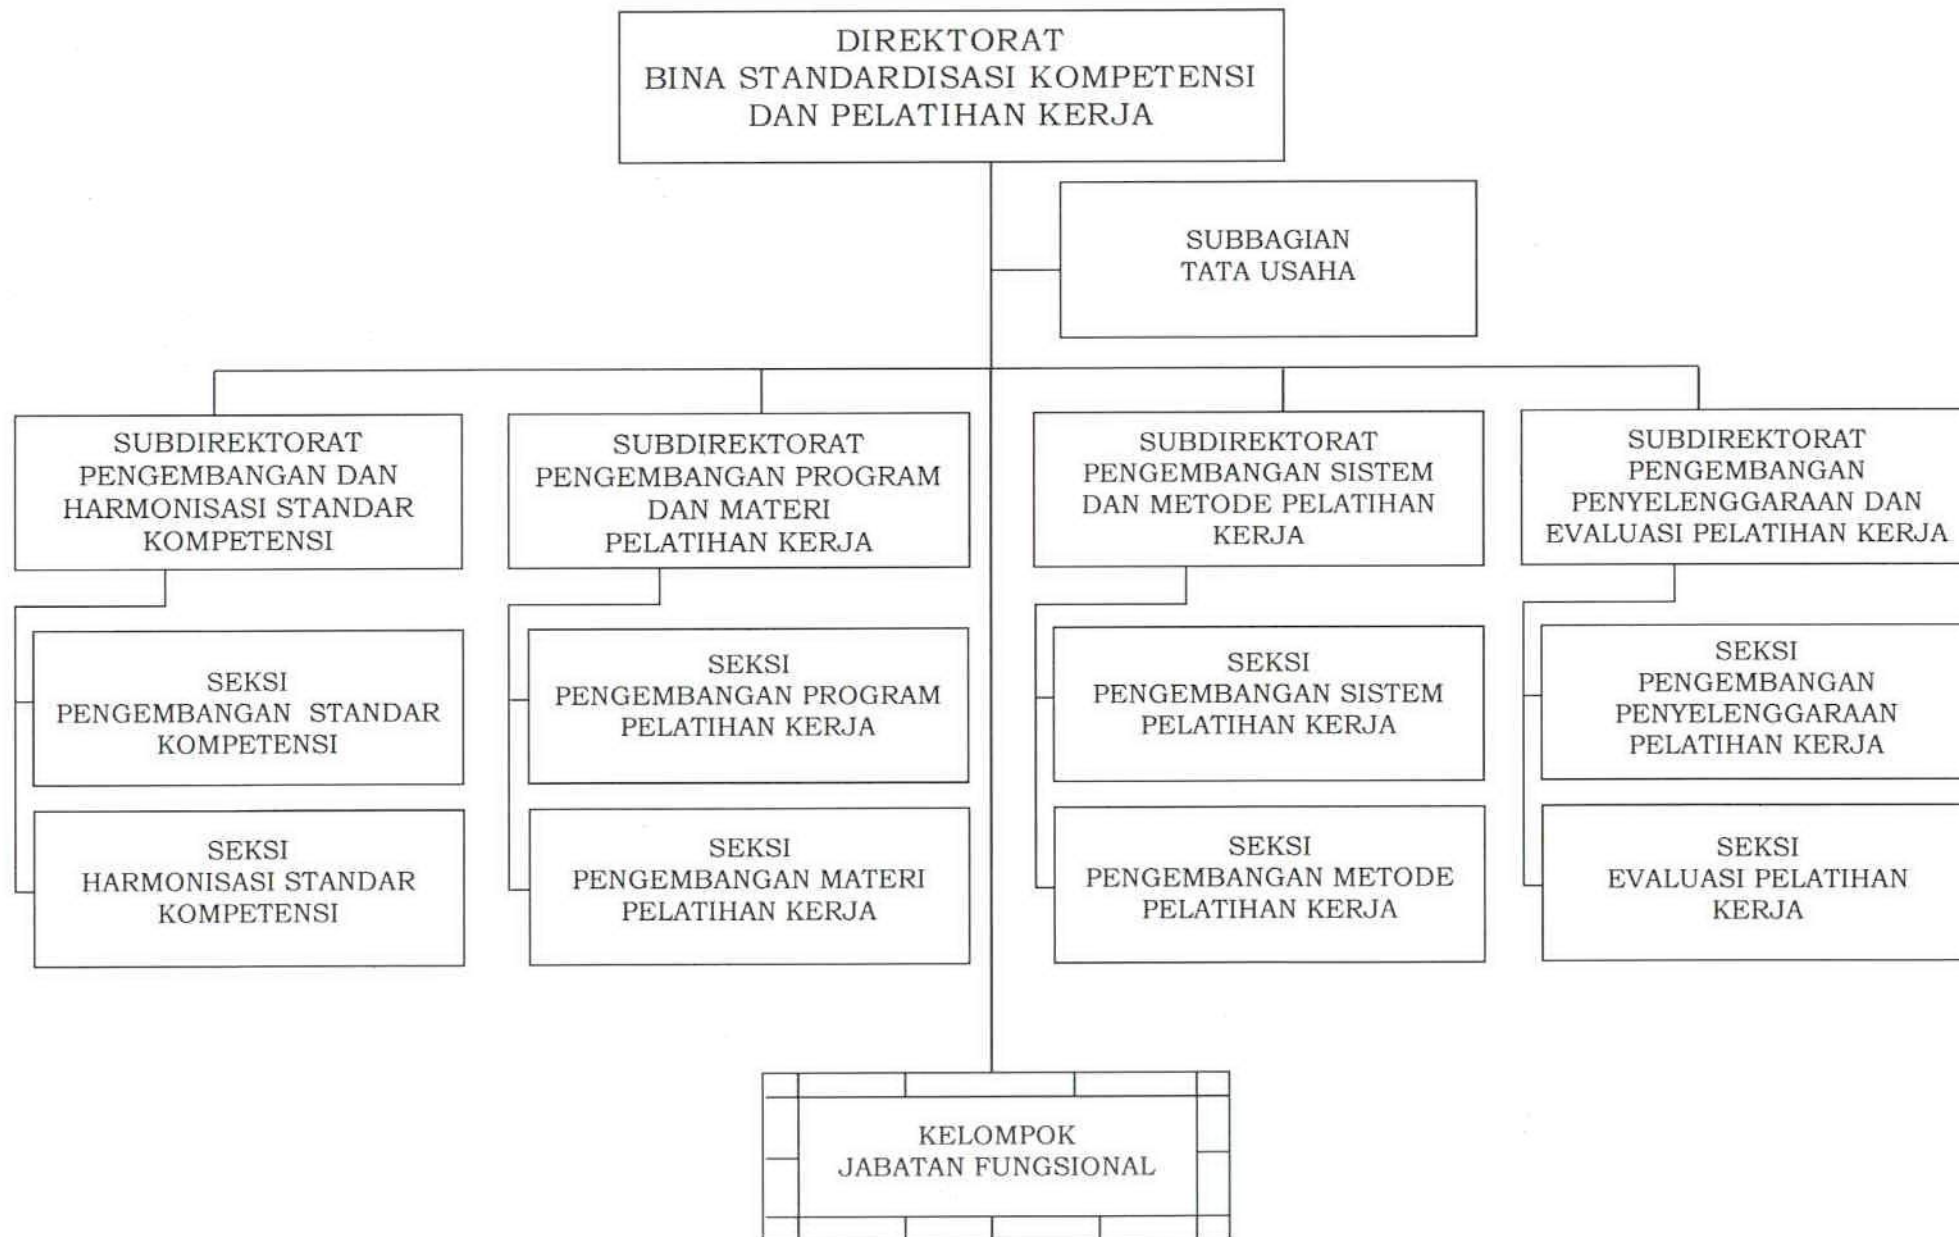 DIREKTORAT
BINA STANDARDISASI KOMPETENSI
DAN PELATIHAN KERJA
SUBBAGIAN
TATA USAHA
SUBDIREKTORAT
PENGEMBANGAN DAN
HARMONISASI STANDAR
KOMPETENSI
SUBDIREKTORAT
PENGEMBANGAN PROGRAM
DAN MATERI
PELATIHAN KERJA
SUBDIREKTORAT
PENGEMBANGAN SISTEM
DAN METODE PELATIHAN
KERJA
SUBDIREKTORAT
PENGEMBANGAN
PENYELENGGARAAN DAN
EVALUASI PELATIHAN KERJA
SEKSI
PENGEMBANGAN STANDAR
KOMPETENSI
SEKSI
PENGEMBANGAN PROGRAM
PELATIHAN KERJA
SEKSI
PENGEMBANGAN SISTEM
PELATIHAN KERJA
SEKSI
PENGEMBANGAN
PENYELENGGARAAN
PELATIHAN KERJA
SEKSI
HARMONISASI STANDAR
KOMPETENSI
SEKSI
PENGEMBANGAN MATERI
PELATIHAN KERJA
SEKSI
PENGEMBANGAN METODE
PELATIHAN KERJA
SEKSI
EVALUASI PELATIHAN
KERJA
KELOMPOK
JABATAN FUNGSIONAL